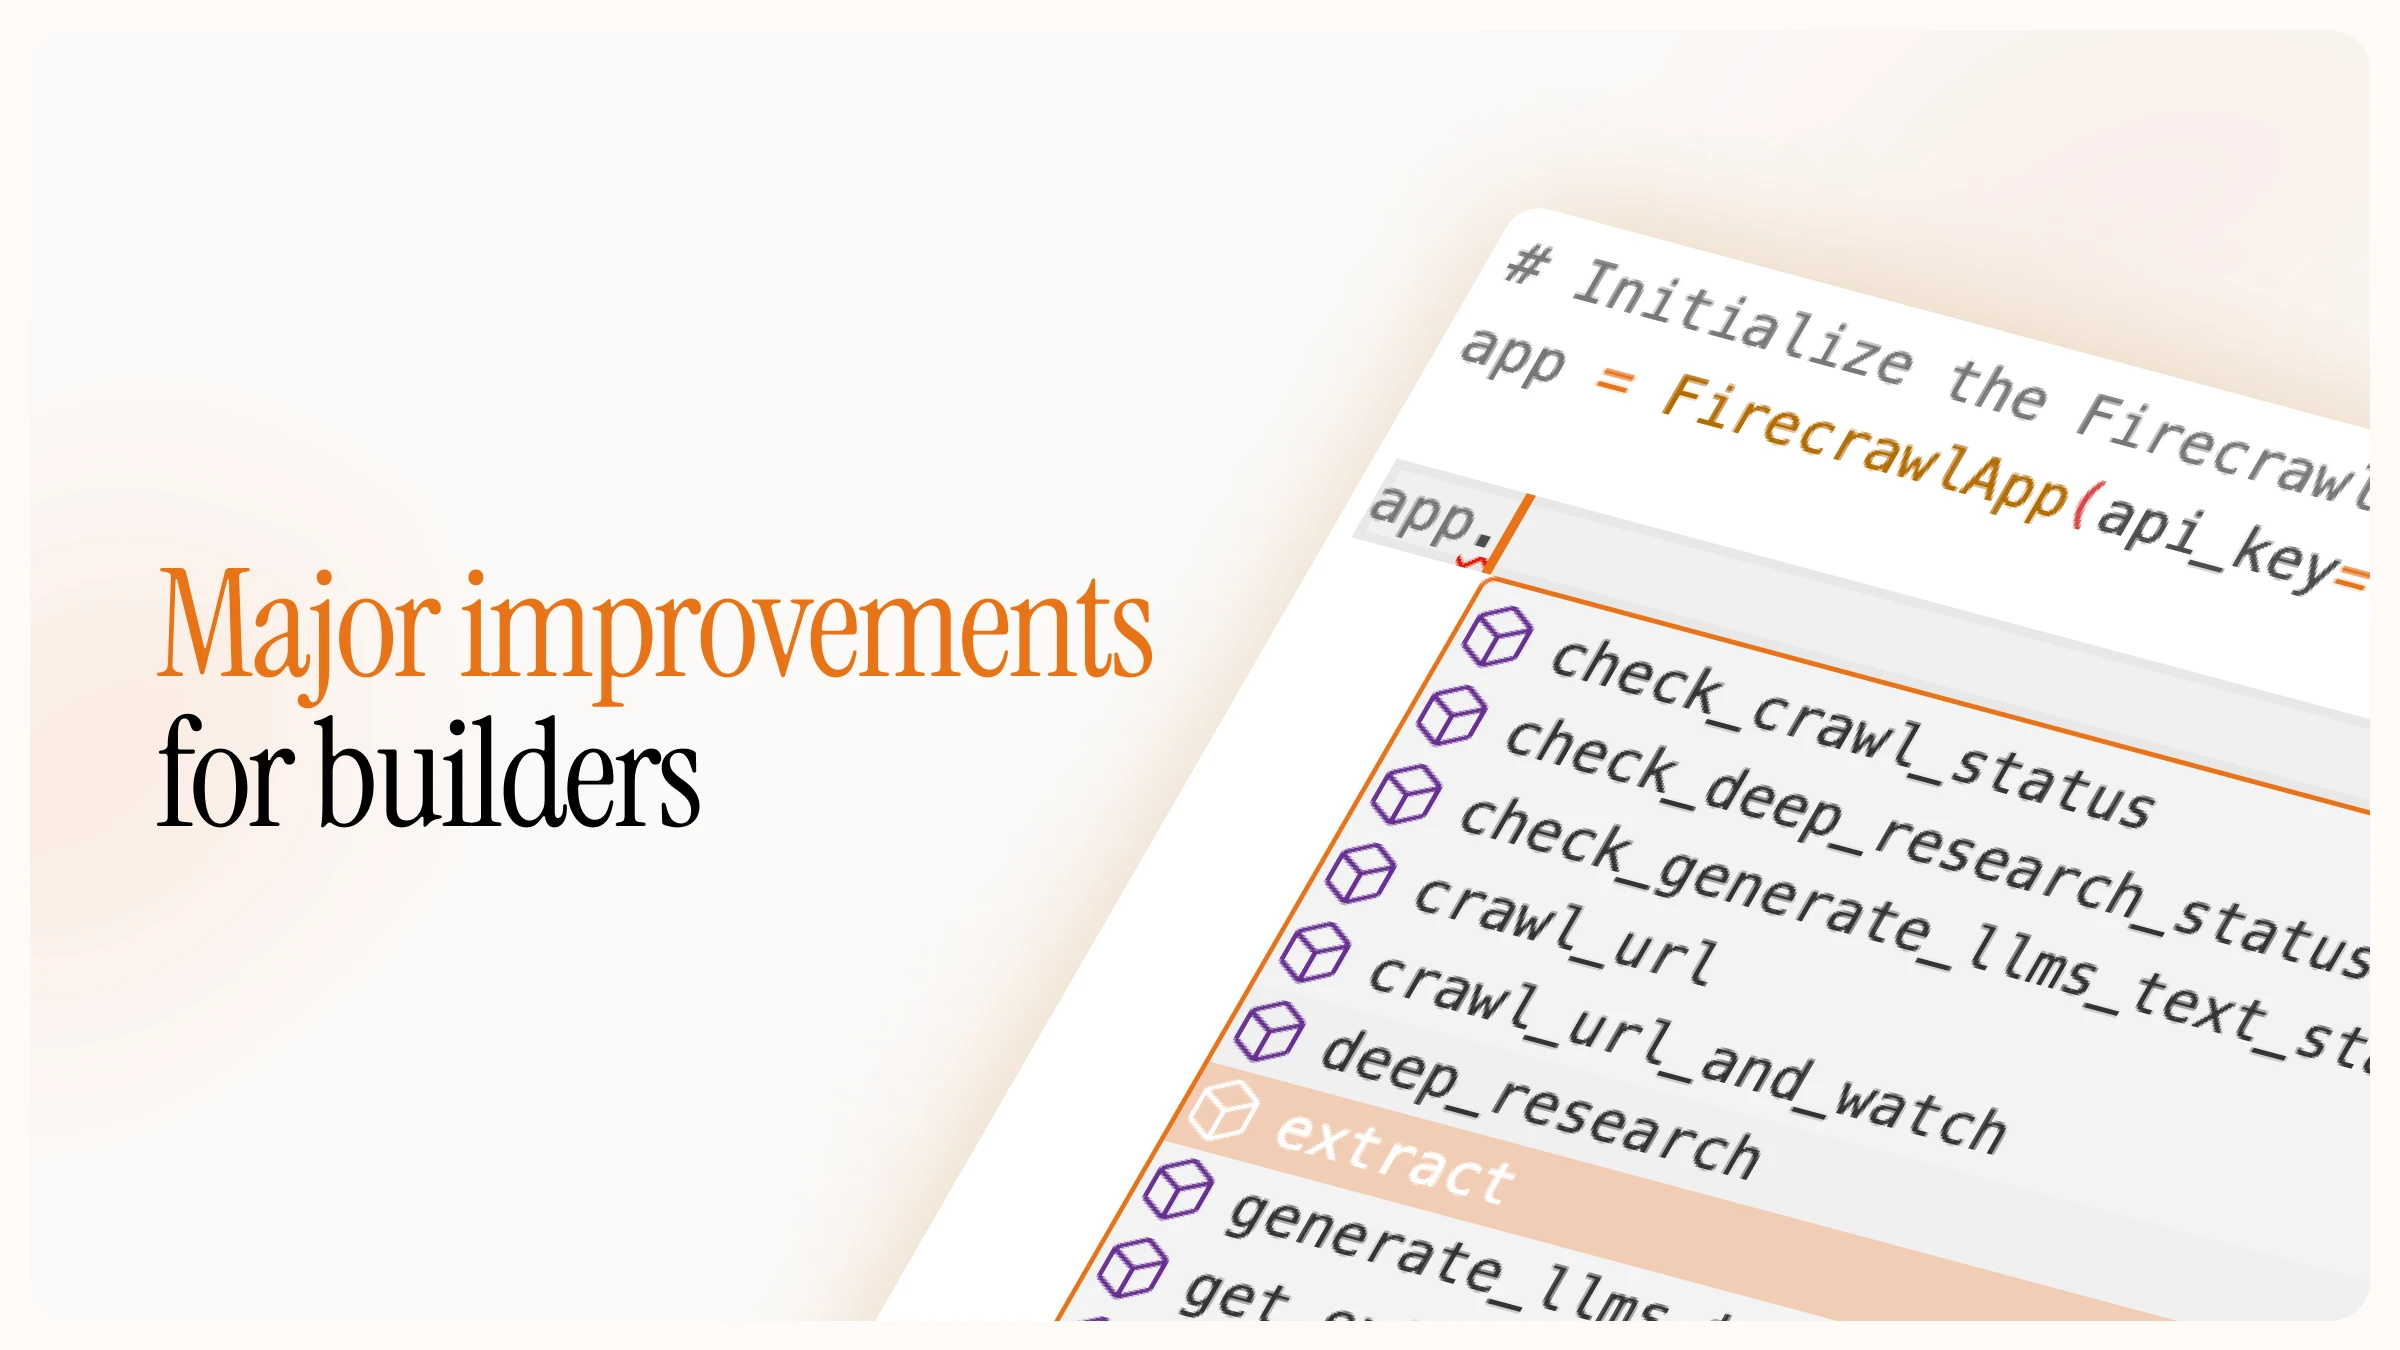 Major improvements
for builders
# Initialize the Firecrawl
app = FirecrawlApp(api_key=
app.
check_crawl_status
check_deep_research_status
check_generate_llms_text_st
crawl_url
crawl_url_and_watch
deep_research
extract
generate_llms
get